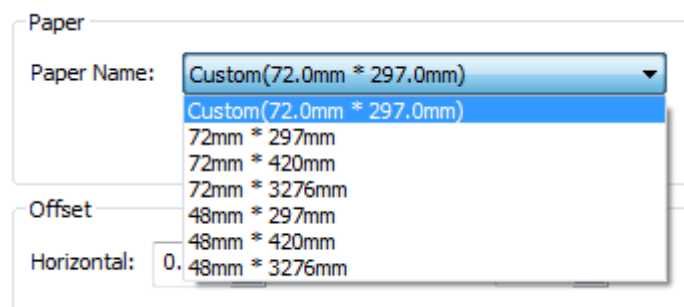 Paper
Paper Name: Custom(72.0mm * 297.0mm)
Custom(72.0mm * 297.0mm)
72mm * 297mm
72mm * 420mm
72mm * 3276mm
Offset
48mm * 297mm
48mm * 420mm
Horizontal: 0.
48mm * 3276mm